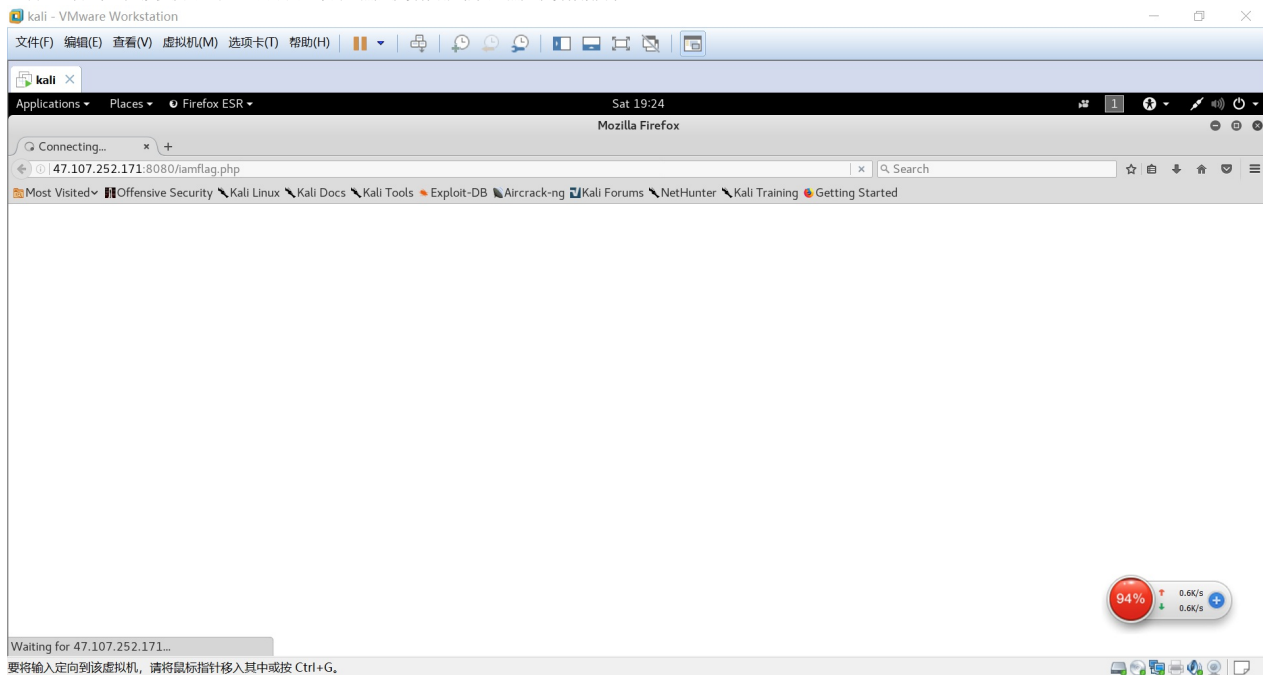 kali - VMware Workstation
文件(F) 编辑(E) 查看(V) 虚拟机(M) 选项卡(T) 帮助(H)
kali
Applications Places Firefox ESR Sat 19:24 1
Mozilla Firefox
Connecting...
47.107.252.171:8080/iamflag.php Search
Most Visited Offensive Security Kali Linux Kali Docs Kali Tools Exploit-DB Aircrack-ng Kali Forums NetHunter Kali Training Getting Started
94% 0.6K/s
0.6K/s
Waiting for 47.107.252.171...
要将输入定向到该虚拟机，请将鼠标指针移入其中或按 Ctrl+G。